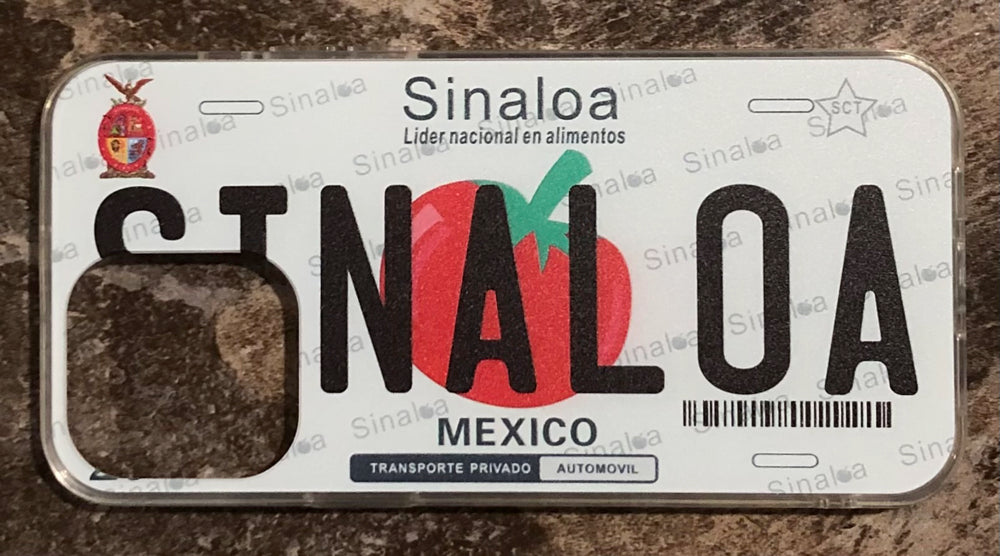 Sinaloa
Lider nacional en alimentos
SCT
SINALOA
MEXICO
TRANSPORTE PRIVADO AUTOMOVIL